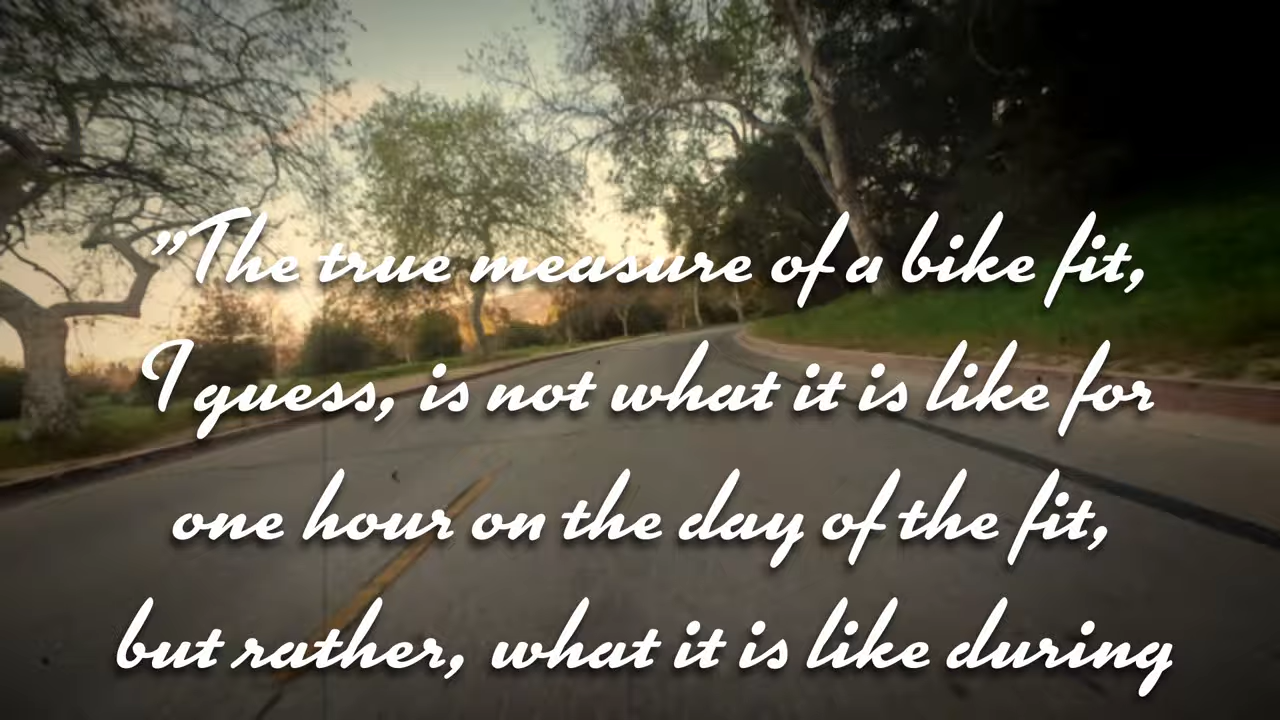 ”The true measure of a bike fit,
I guess, is not what it is like for
one hour on the day of the fit,
but rather, what it is like during